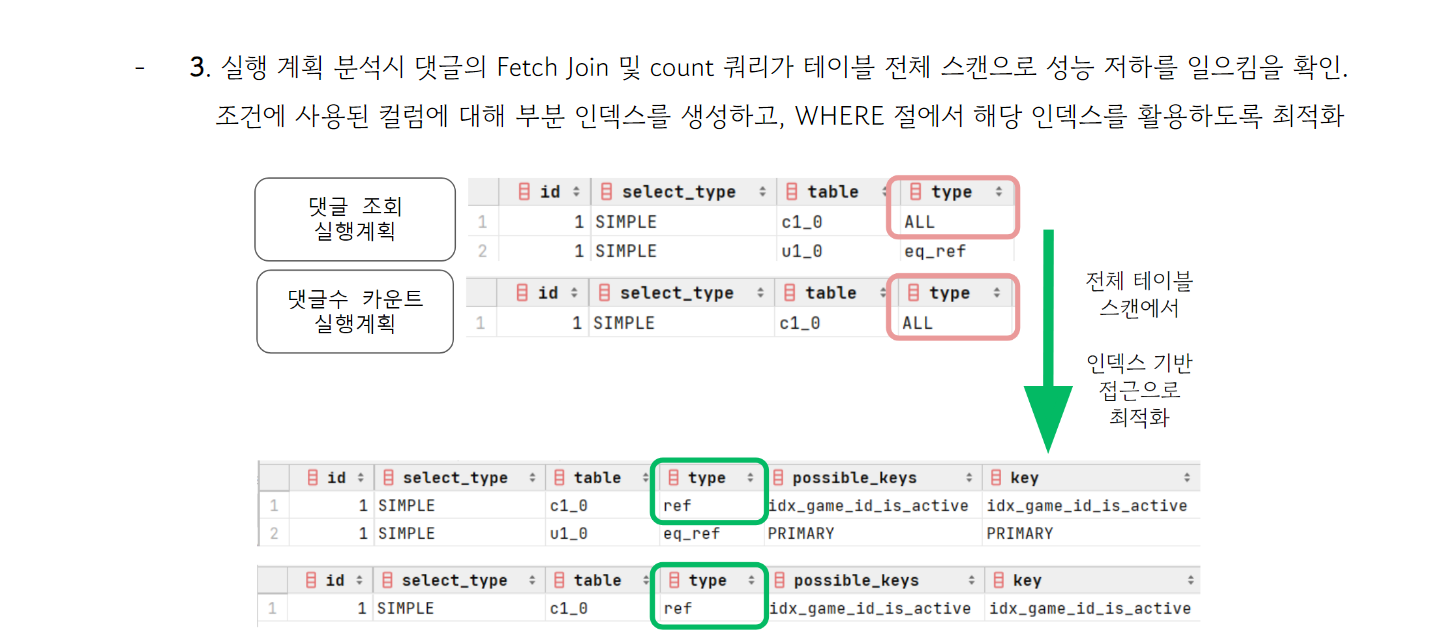 - 3. 실행 계획 분석시 댓글의 Fetch Join 및 count 쿼리가 테이블 전체 스캔으로 성능 저하를 일으킴을 확인.
조건에 사용된 컬럼에 대해 부분 인덱스를 생성하고, WHERE 절에서 해당 인덱스를 활용하도록 최적화
댓글 조회
실행계획
id select_type table type
1 1 SIMPLE c1_0 ALL
2 1 SIMPLE u1_0 eq_ref
댓글수 카운트
실행계획
id select_type table type
1 1 SIMPLE c1_0 ALL
전체 테이블
스캔에서
인덱스 기반
접근으로
최적화
id select_type table type possible_keys key
1 1 SIMPLE c1_0 ref idx_game_id_is_active idx_game_id_is_active
2 1 SIMPLE u1_0 eq_ref PRIMARY PRIMARY
id select_type table type possible_keys key
1 1 SIMPLE c1_0 ref idx_game_id_is_active idx_game_id_is_active